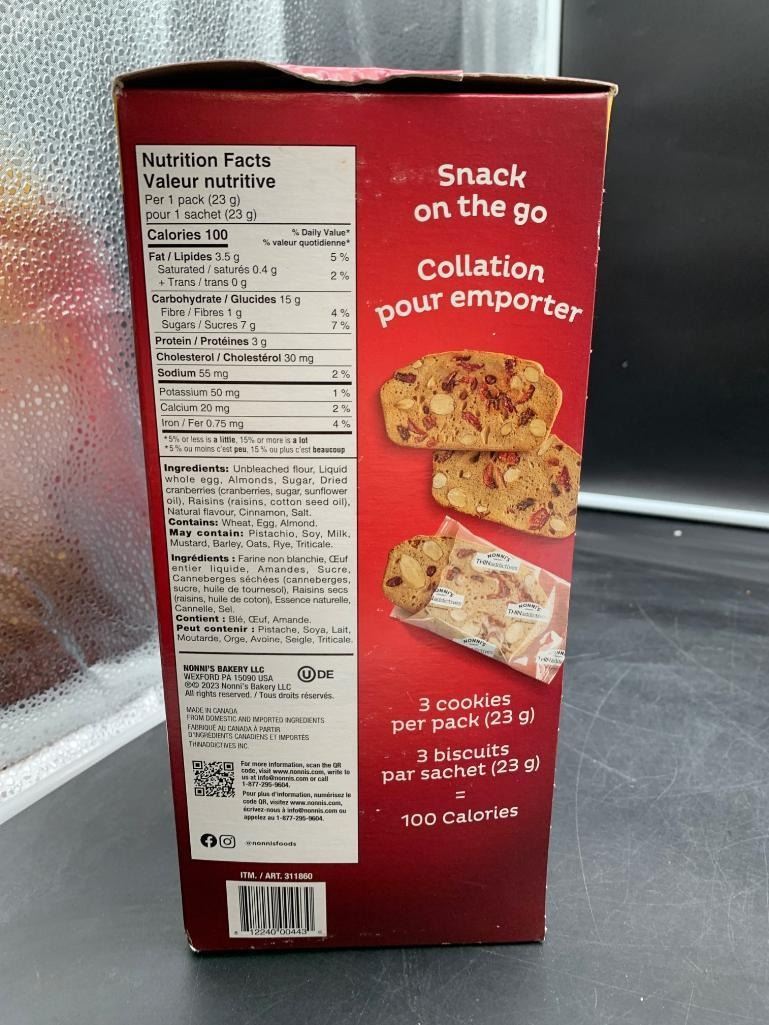 Nutrition Facts
Valeur nutritive
Per 1 pack (23 g)
pour 1 sachet (23 g)
Calories 100
% Daily Value*
% valeur quotidienne*
Fat / Lipides 3.5 g 5 %
Saturated / saturés 0.4 g
+ Trans / trans 0 g 2 %
Carbohydrate / Glucides 15 g
Fibre / Fibres 1 g 4 %
Sugars / Sucres 7 g 7 %
Protein / Protéines 3 g
Cholesterol / Cholestérol 30 mg
Sodium 55 mg 2 %
Potassium 50 mg 1 %
Calcium 20 mg 2 %
Iron / Fer 0.75 mg 4 %
*5% or less is a little, 15% or more is a lot
*5 % ou moins c'est peu, 15 % ou plus c'est beaucoup
Ingredients: Unbleached flour, Liquid
whole egg, Almonds, Sugar, Dried
cranberries (cranberries, sugar, sunflower
oil), Raisins (raisins, cotton seed oil),
Natural flavour, Cinnamon, Salt.
Contains: Wheat, Egg, Almond.
May contain: Pistachio, Soy, Milk,
Mustard, Barley, Oats, Rye, Triticale.
Ingrédients : Farine non blanchie, Œuf
entier liquide, Amandes, Sucre,
Canneberges séchées (canneberges,
sucre, huile de tournesol), Raisins secs
(raisins, huile de coton), Essence naturelle,
Cannelle, Sel.
Contient : Blé, Œuf, Amande.
Peut contenir : Pistache, Soya, Lait,
Moutarde, Orge, Avoine, Seigle, Triticale.
NONNI'S BAKERY LLC
WEXFORD PA 15090 USA
®© 2023 Nonni's Bakery LLC
All rights reserved. / Tous droits réservés.
U DE
MADE IN CANADA
FROM DOMESTIC AND IMPORTED INGREDIENTS
FABRIQUÉ AU CANADA À PARTIR
D'INGRÉDIENTS CANADIENS ET IMPORTÉS
THINADDICTIVES INC.
For more information, scan the QR
code, visit www.nonnis.com, write to
us at info@nonnis.com or call
1-877-295-9604.
Pour plus d'information, numérisez le
code QR, visitez www.nonnis.com,
écrivez-nous à info@nonnis.com ou
appelez au 1-877-295-9604.
@nonnisfoods
ITM. / ART. 311860
8 12240 00443 6
Snack
on the go
Collation
pour emporter
NONNI'S
THINaddictives
NONNI'S
THINaddictives
NONNI'S
NONNI'S
3 cookies
per pack (23 g)
3 biscuits
par sachet (23 g)
=
100 Calories